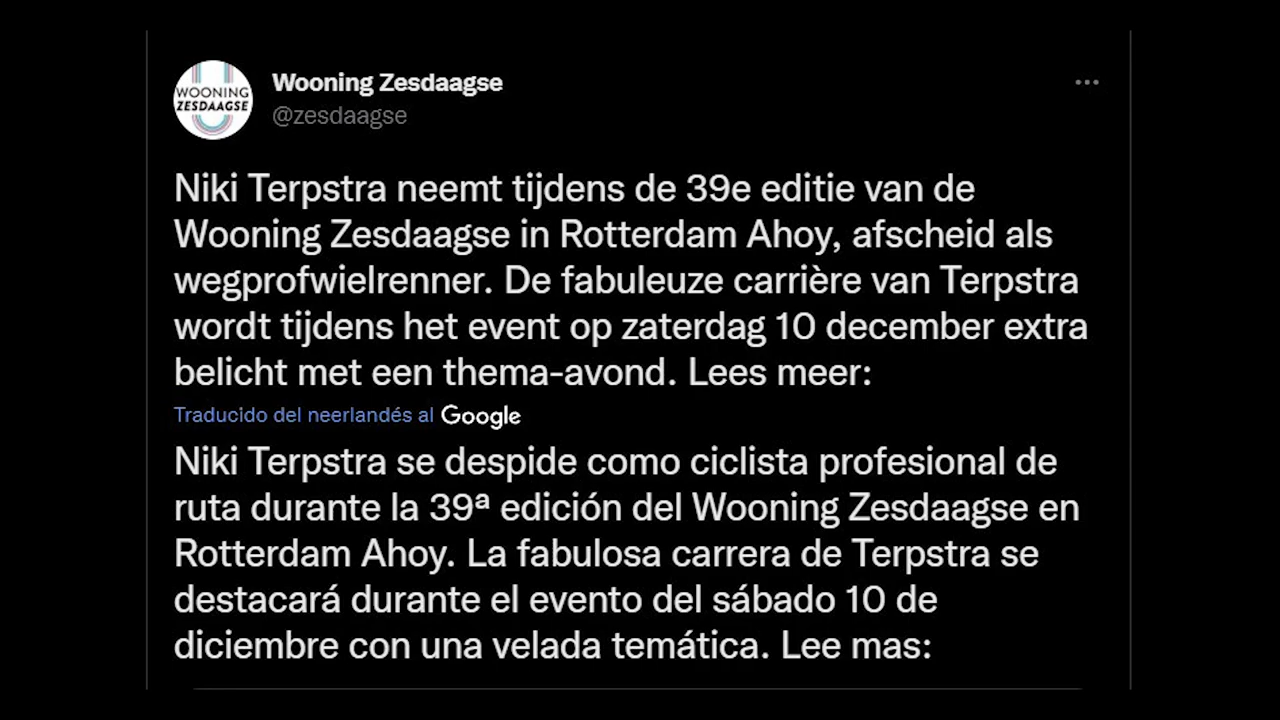 WOONING
ZESDAAGSE
Wooning Zesdaagse
@zesdaagse
Niki Terpstra neemt tijdens de 39e editie van de
Wooning Zesdaagse in Rotterdam Ahoy, afscheid als
wegprofwielrenner. De fabuleuze carrière van Terpstra
wordt tijdens het event op zaterdag 10 december extra
belicht met een thema-avond. Lees meer:
Traducido del neerlandés al Google
Niki Terpstra se despide como ciclista profesional de
ruta durante la 39ª edición del Wooning Zesdaagse en
Rotterdam Ahoy. La fabulosa carrera de Terpstra se
destacará durante el evento del sábado 10 de
diciembre con una velada temática. Lee mas: